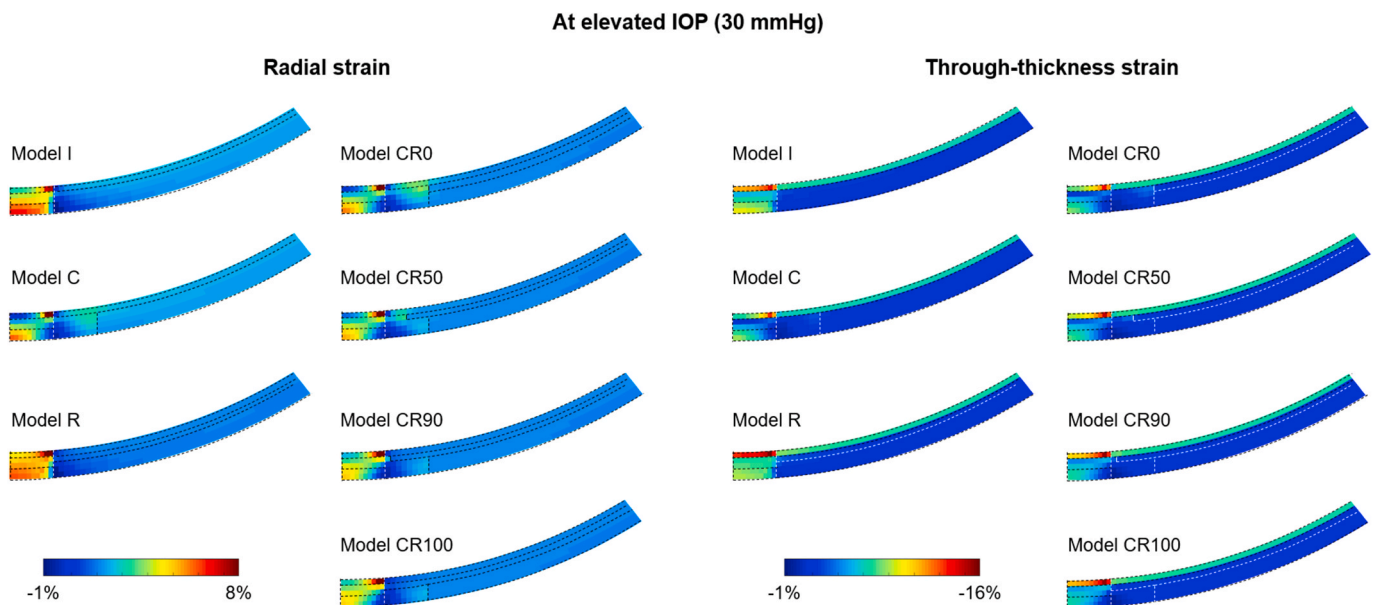 At elevated IOP (30 mmHg)
Radial strain
Through-thickness strain
Model I
Model CR0
Model I
Model CR0
Model C
Model CR50
Model C
Model CR50
Model R
Model CR90
Model R
Model CR90
Model CR100
Model CR100
-1%
8%
-1%
-16%